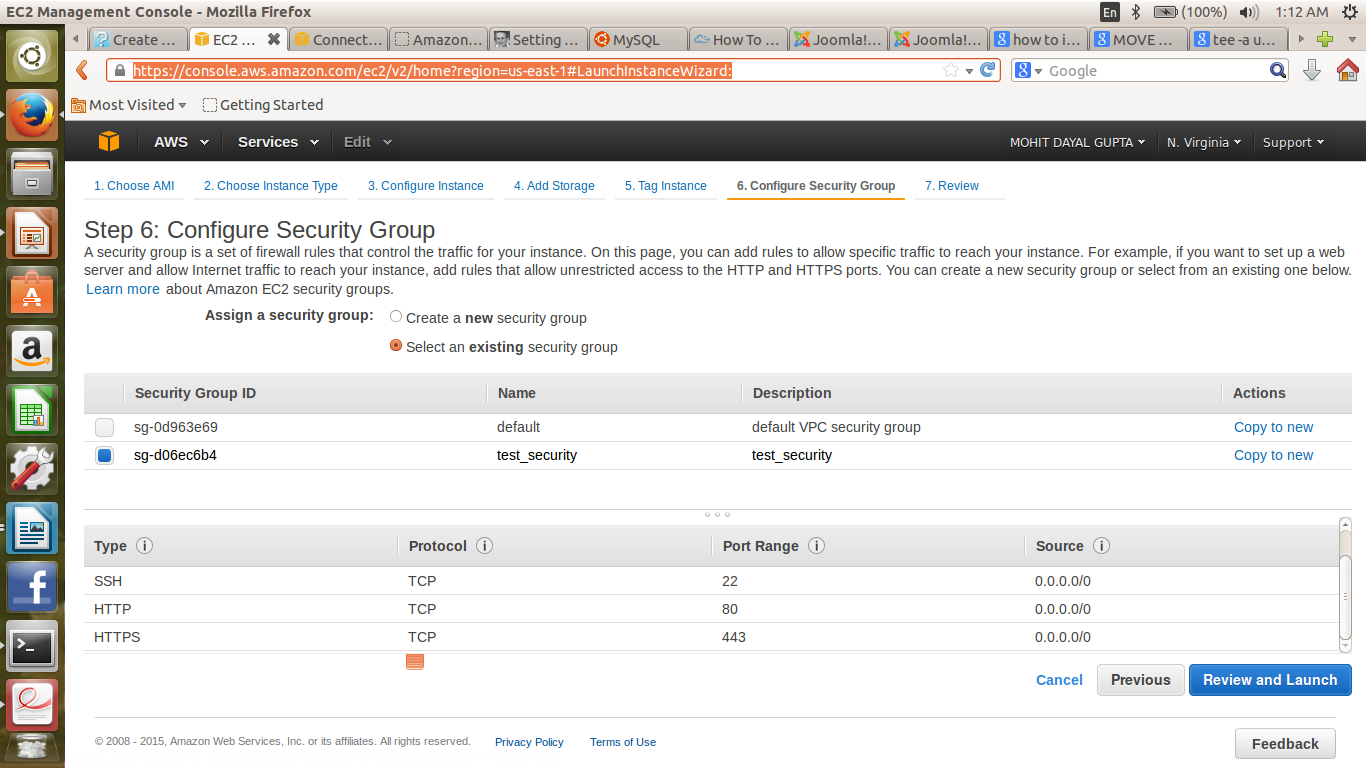 EC2 Management Console - Mozilla Firefox
En (100%) 1:12 AM
Create ... EC2 ... Connect... Amazon... Setting ... MySQL How To ... Joomla!... Joomla!... how to i... MOVE ... tee -a u...
https://console.aws.amazon.com/ec2/v2/home?region=us-east-1#LaunchInstanceWizard: Google
Most Visited Getting Started
AWS Services Edit MOHIT DAYAL GUPTA N. Virginia Support
1. Choose AMI 2. Choose Instance Type 3. Configure Instance 4. Add Storage 5. Tag Instance 6. Configure Security Group 7. Review
Step 6: Configure Security Group
A security group is a set of firewall rules that control the traffic for your instance. On this page, you can add rules to allow specific traffic to reach your instance. For example, if you want to set up a web
server and allow Internet traffic to reach your instance, add rules that allow unrestricted access to the HTTP and HTTPS ports. You can create a new security group or select from an existing one below.
Learn more about Amazon EC2 security groups.
Assign a security group: Create a new security group
Select an existing security group
Security Group ID Name Description Actions
sg-0d963e69 default default VPC security group Copy to new
sg-d06ec6b4 test_security test_security Copy to new
Type Protocol Port Range Source
SSH TCP 22 0.0.0.0/0
HTTP TCP 80 0.0.0.0/0
HTTPS TCP 443 0.0.0.0/0
Cancel Previous Review and Launch
© 2008 - 2015, Amazon Web Services, Inc. or its affiliates. All rights reserved. Privacy Policy Terms of Use
Feedback